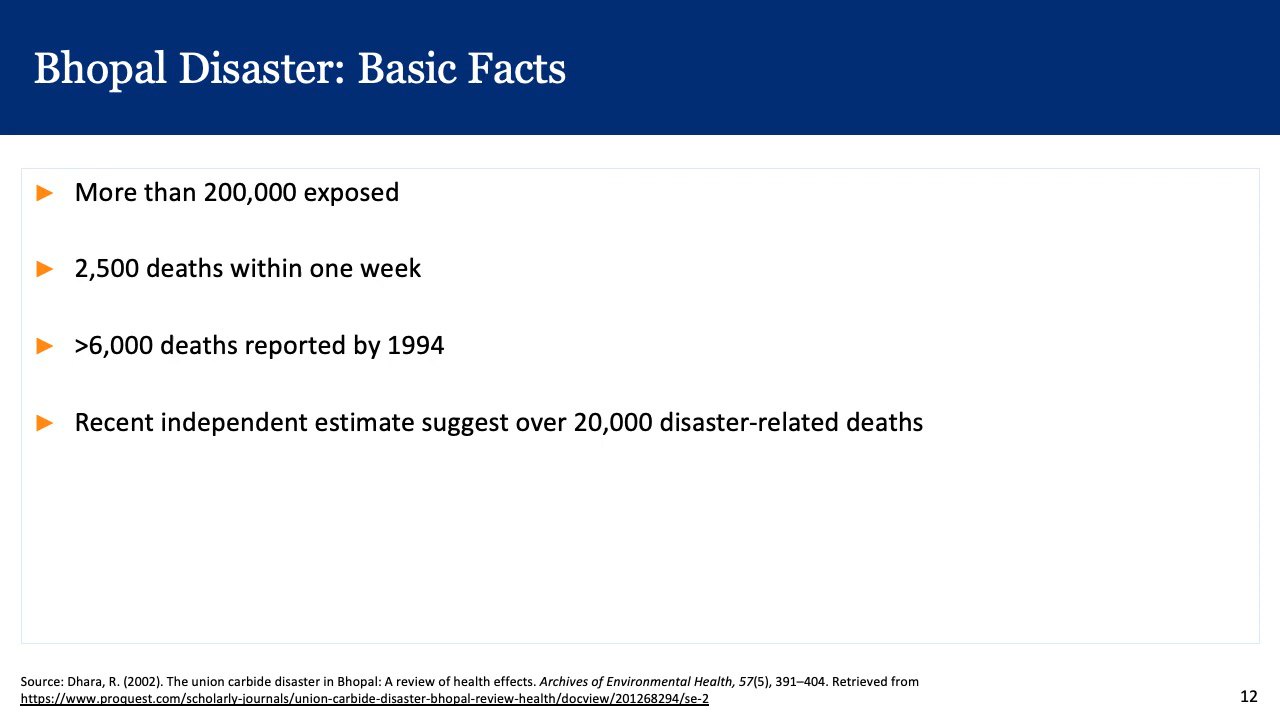 Bhopal Disaster: Basic Facts
► More than 200,000 exposed
► 2,500 deaths within one week
► >6,000 deaths reported by 1994
► Recent independent estimate suggest over 20,000 disaster-related deaths
Source: Dhara, R. (2002). The union carbide disaster in Bhopal: A review of health effects. Archives of Environmental Health, 57(5), 391–404. Retrieved from
https://www.proquest.com/scholarly-journals/union-carbide-disaster-bhopal-review-health/docview/201268294/se-2
12